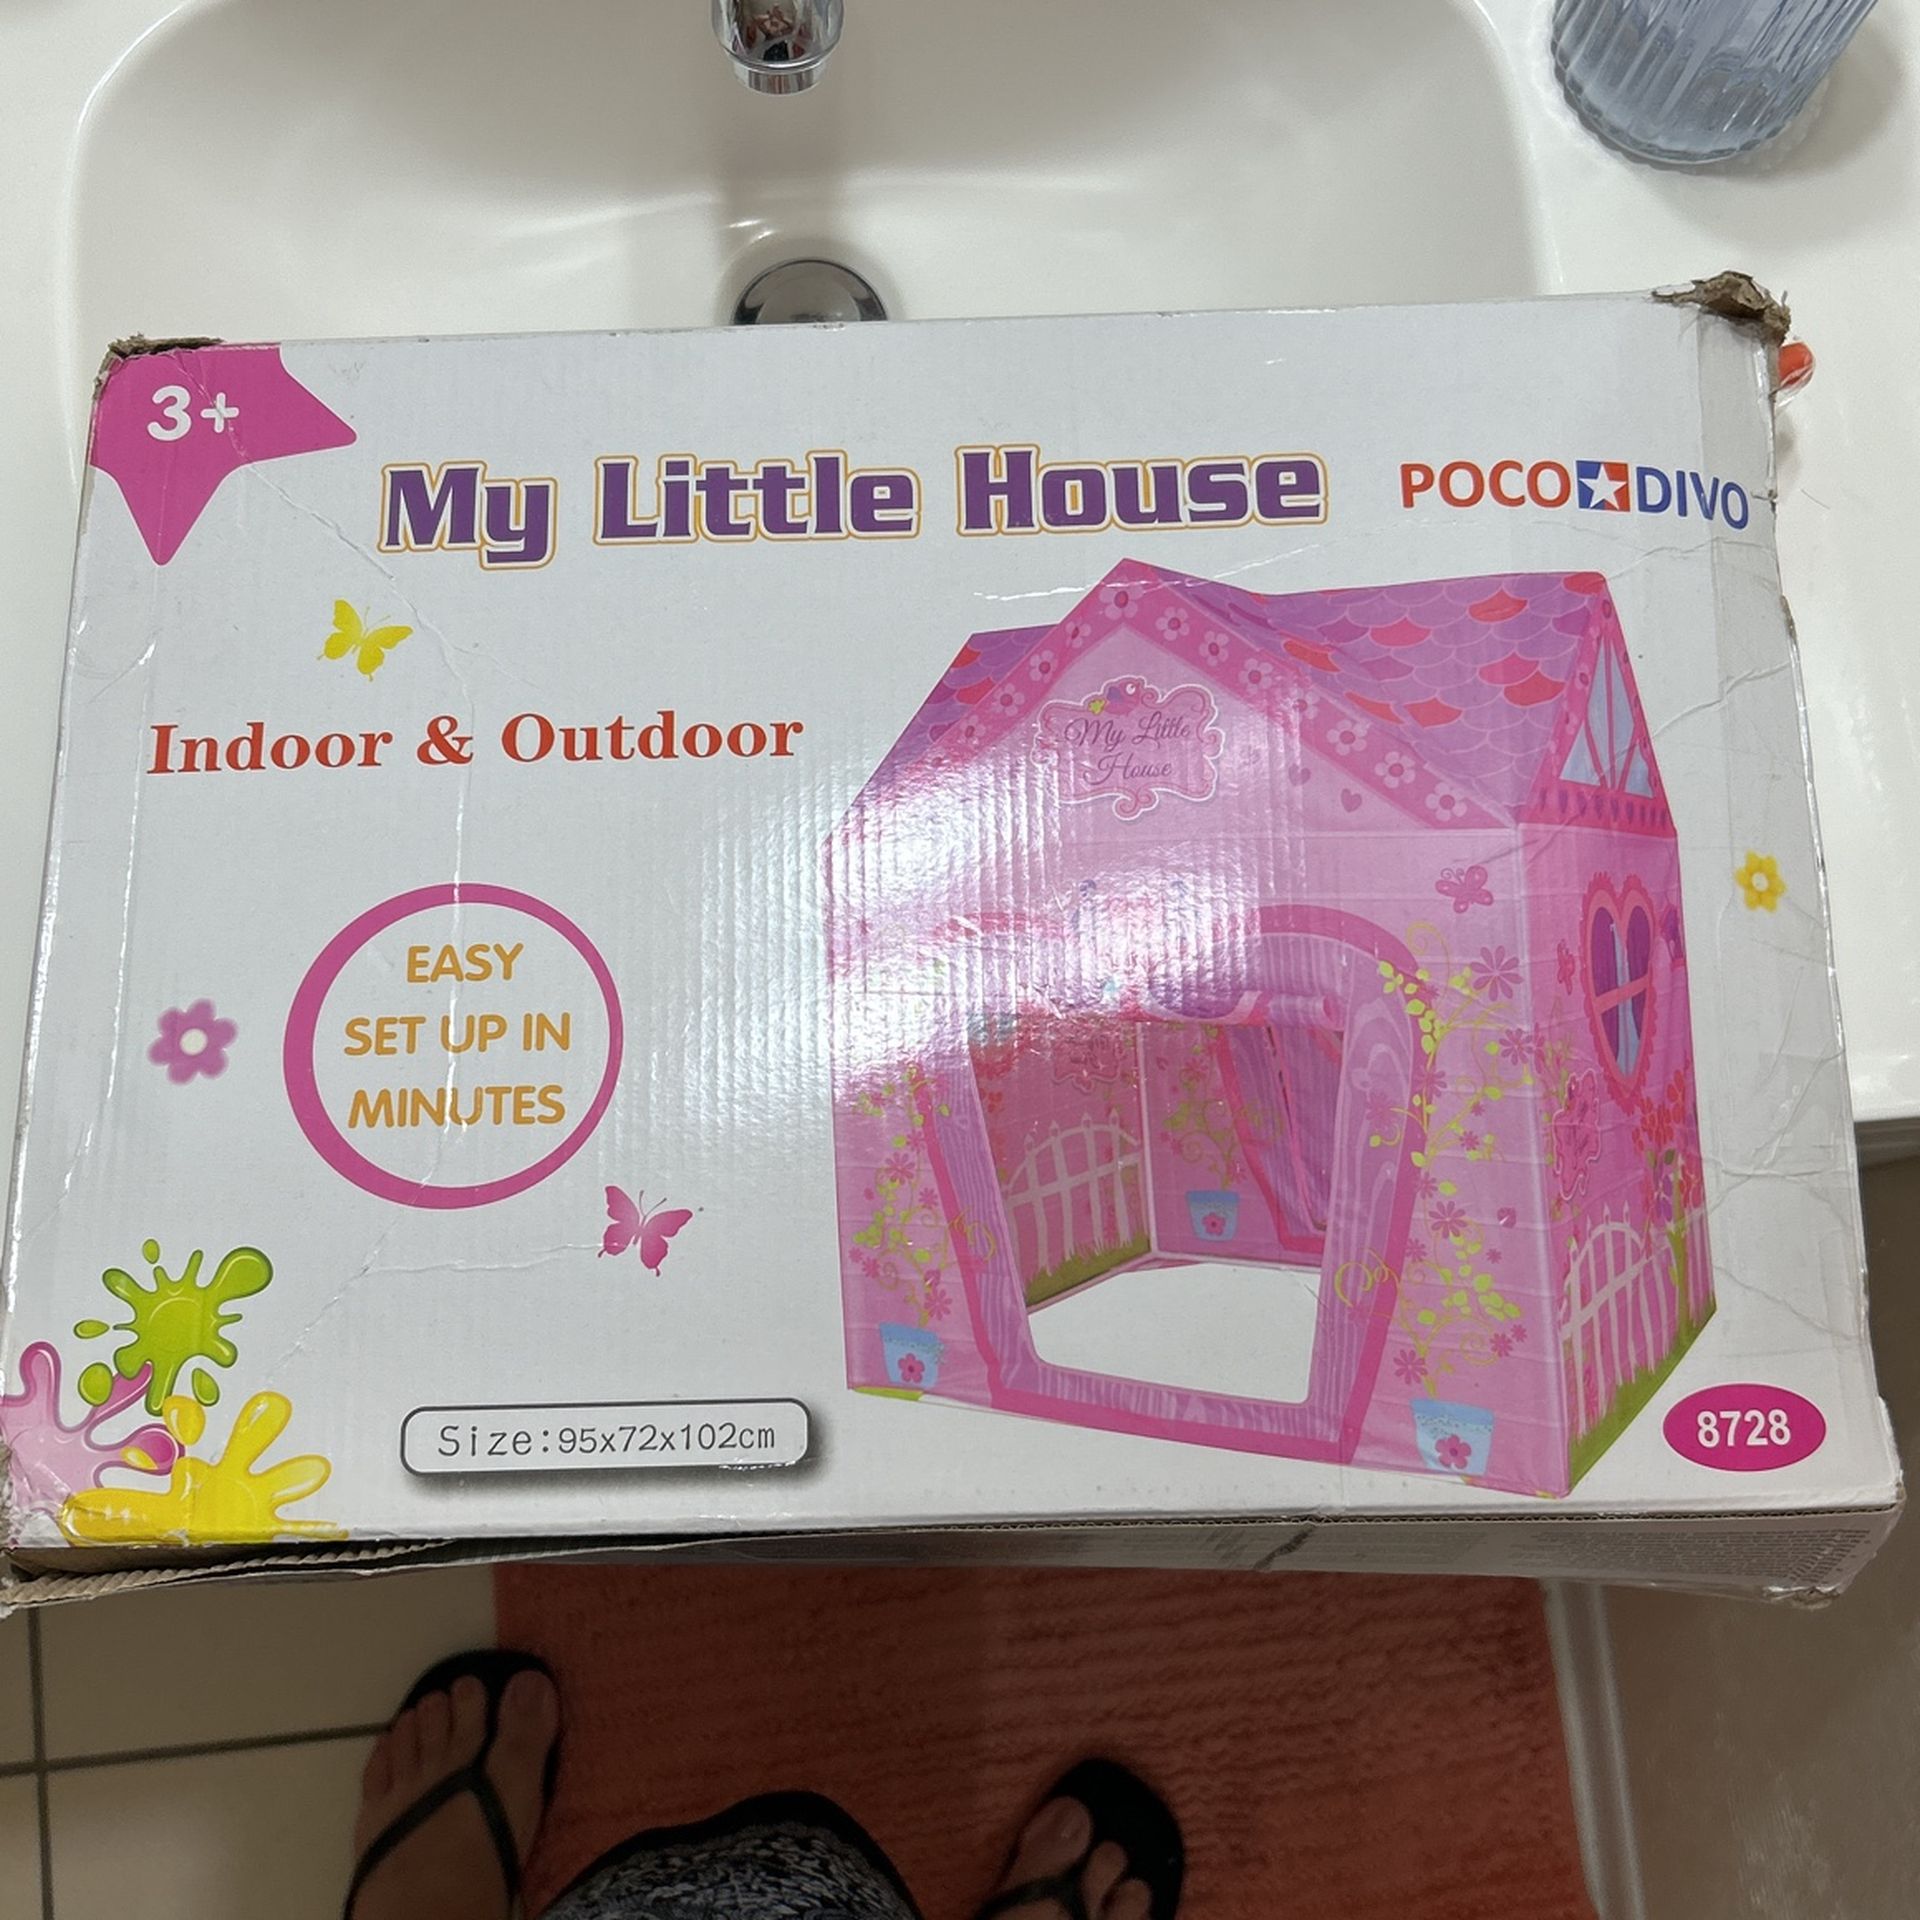 3+
My Little House
POCO DIVO
Indoor & Outdoor
My Little
House
EASY
SET UP IN
MINUTES
Size:95x72x102cm
8728